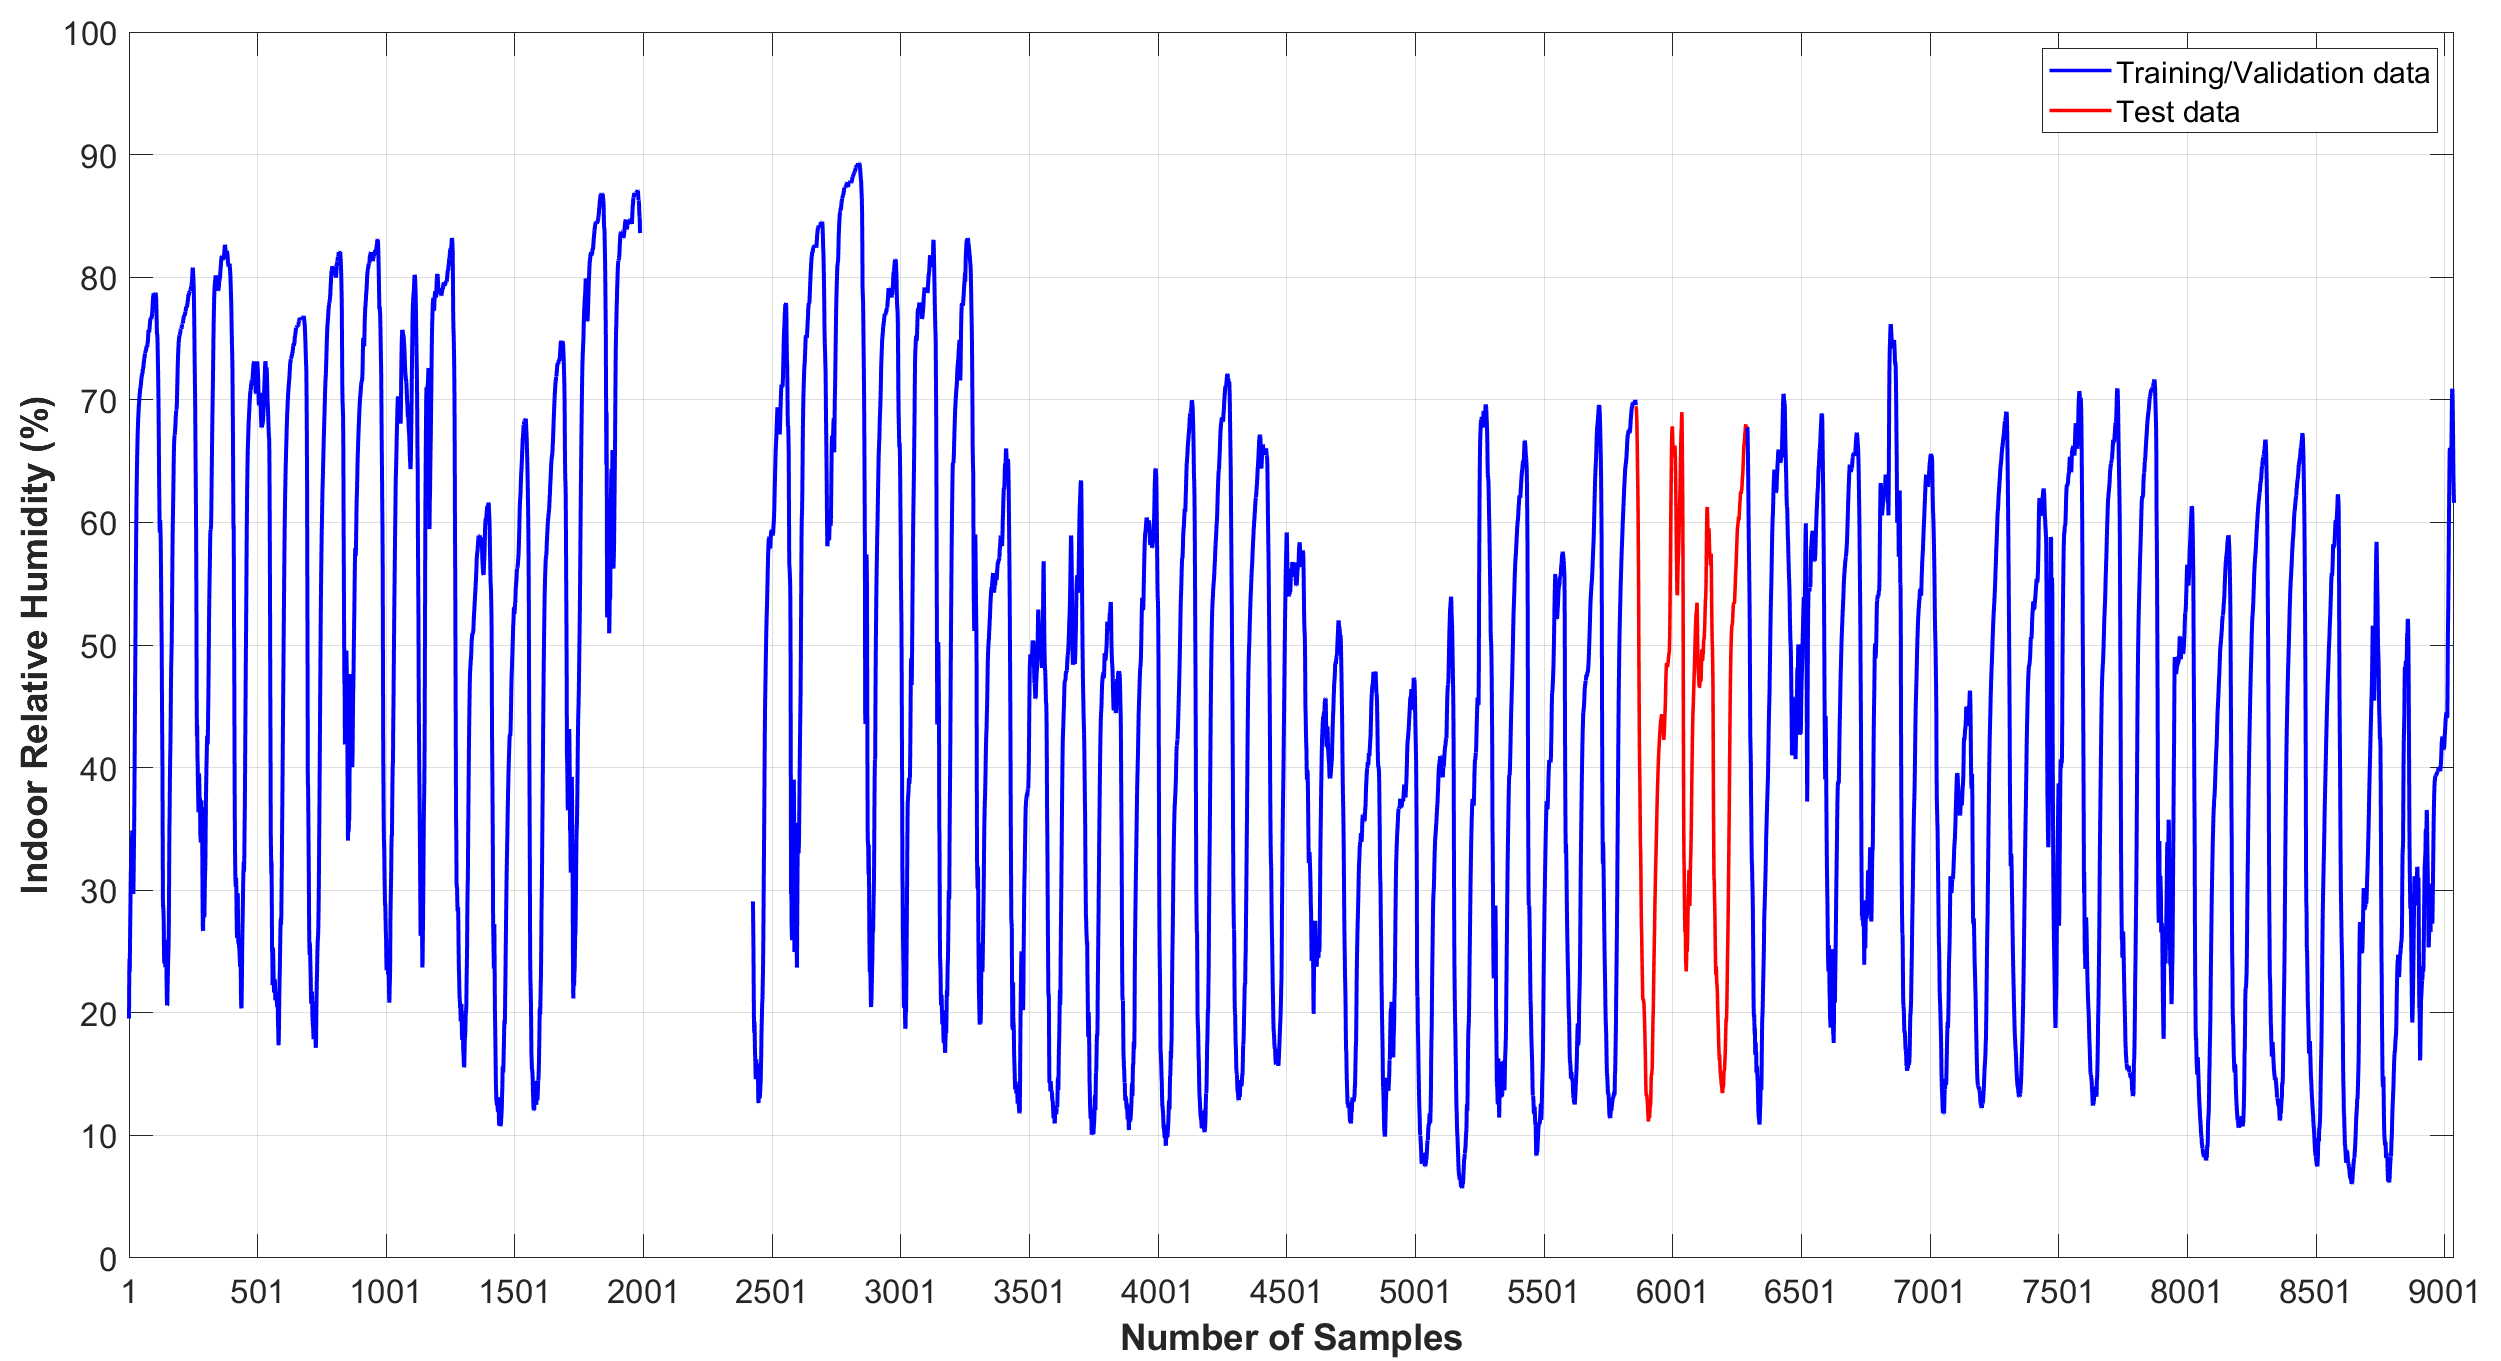 100
90
80
70
60
50
40
30
20
10
0
Indoor Relative Humidity (%)
Training/Validation data
Test data
1 501 1001 1501 2001 2501 3001 3501 4001 4501 5001 5501 6001 6501 7001 7501 8001 8501 9001
Number of Samples